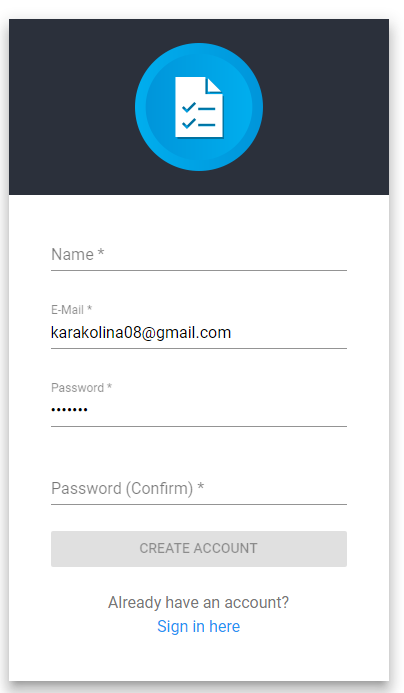 Name *
E-Mail *
karakolina08@gmail.com
Password *
•••••••
Password (Confirm) *
CREATE ACCOUNT
Already have an account?
Sign in here